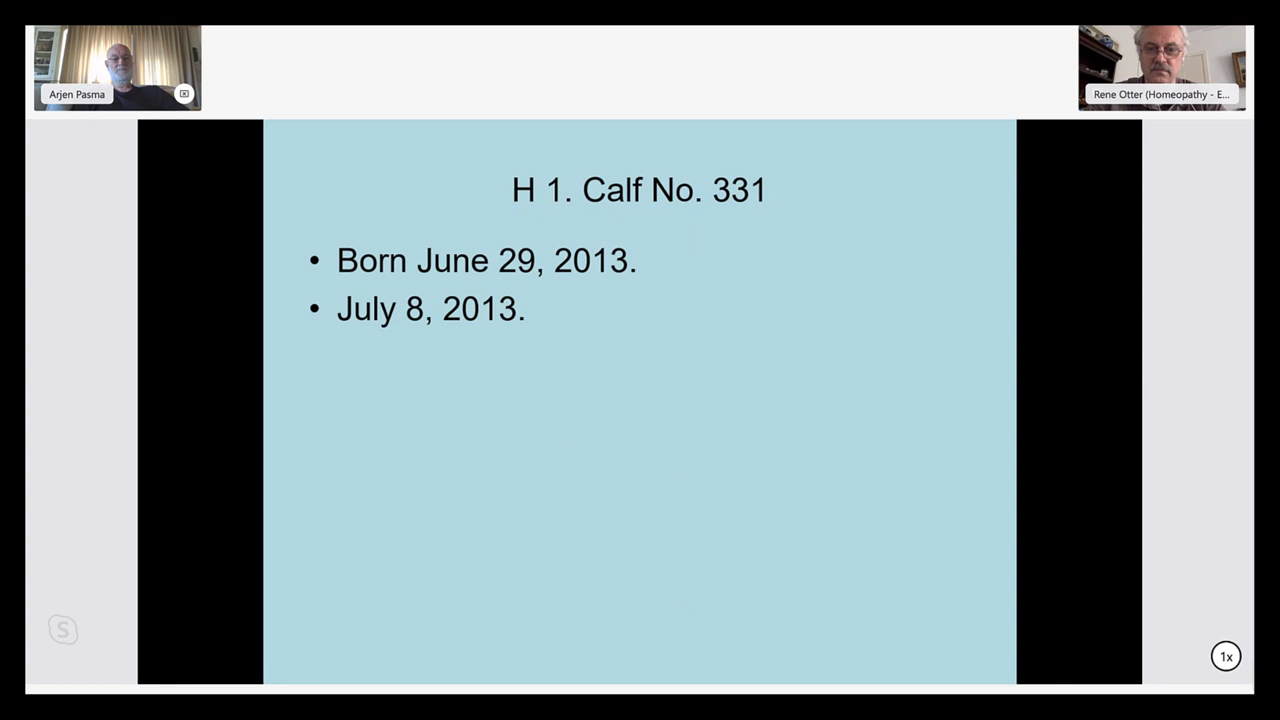 Arjen Pasma
Rene Otter (Homeopathy - E...
H 1. Calf No. 331
• Born June 29, 2013.
• July 8, 2013.
S
1x